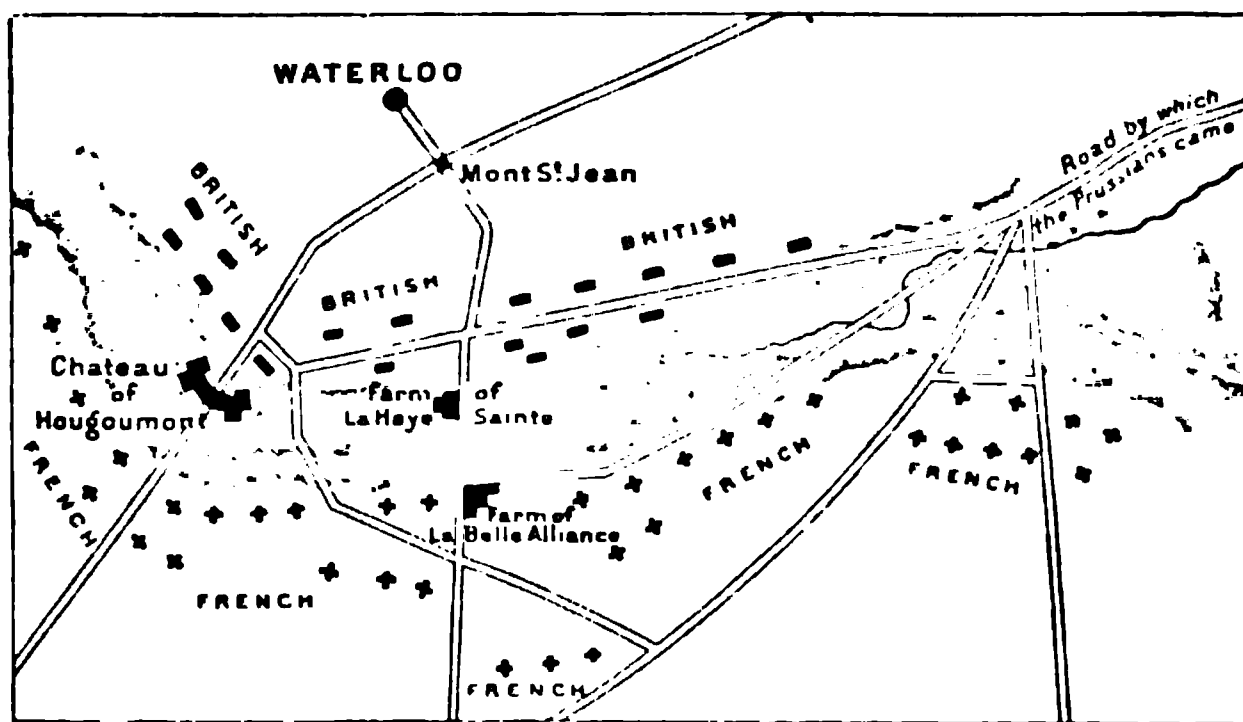 WATERLOO
Mont St. Jean
Road by which
the Prussians came
BRITISH
BRITISH
BRITISH
Chateau
of
Hougoumont
Farm of
La Haye Sainte
FRENCH
FRENCH
FRENCH
Farm of
La Belle Alliance
FRENCH
FRENCH